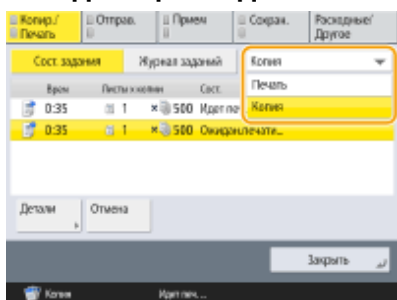 Копир./ Печать
Отправ.
Прием
Сохран.
Расходные/ Другое
Сост. задания
Журнал заданий
Копия
Печать
Копия
Время Листы x копии Сост.
0:35 1 × 500 Идет пе
0:35 1 × 500 Ожидан.печати...
Детали
Отмена
Закрыть
Копия Идет печ. ...